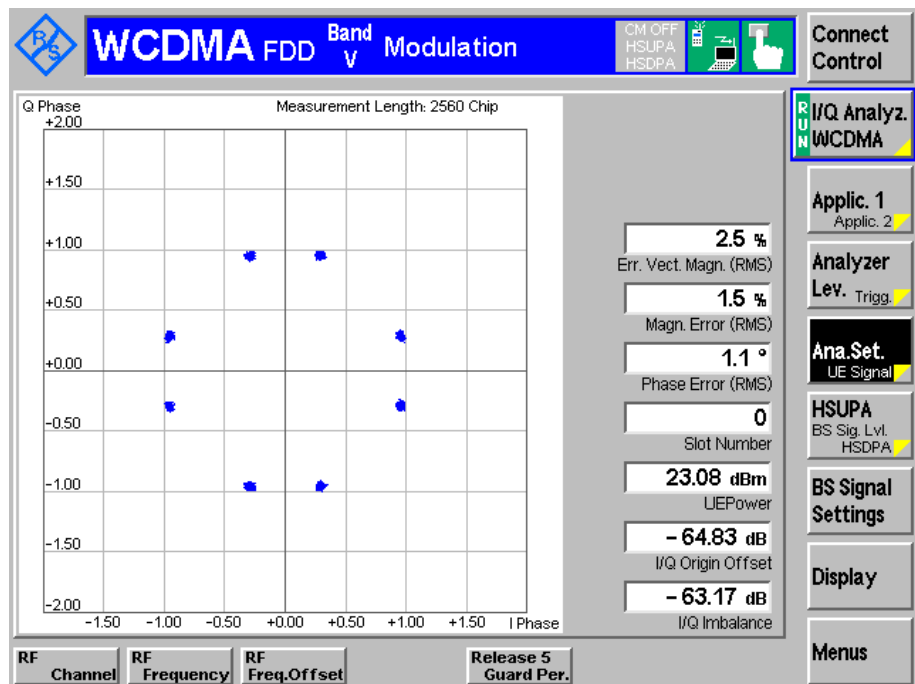 R&S
WCDMA FDD Band V Modulation
CM OFF
HSUPA
HSDPA
Connect Control
Q Phase
Measurement Length: 2560 Chip
+2.00
+1.50
+1.00
+0.50
+0.00
-0.50
-1.00
-1.50
-2.00
-1.50 -1.00 -0.50 +0.00 +0.50 +1.00 +1.50 I Phase
2.5 %
Err. Vect. Magn. (RMS)
1.5 %
Magn. Error (RMS)
1.1 °
Phase Error (RMS)
0
Slot Number
23.08 dBm
UEPower
- 64.83 dB
I/Q Origin Offset
- 63.17 dB
I/Q Imbalance
RUN
I/Q Analyz.
WCDMA
Applic. 1
Applic. 2
Analyzer
Lev. Trigg.
Ana.Set.
UE Signal
HSUPA
BS Sig. Lvl.
HSDPA
BS Signal
Settings
Display
Menus
RF
Channel
RF
Frequency
RF
Freq.Offset
Release 5
Guard Per.